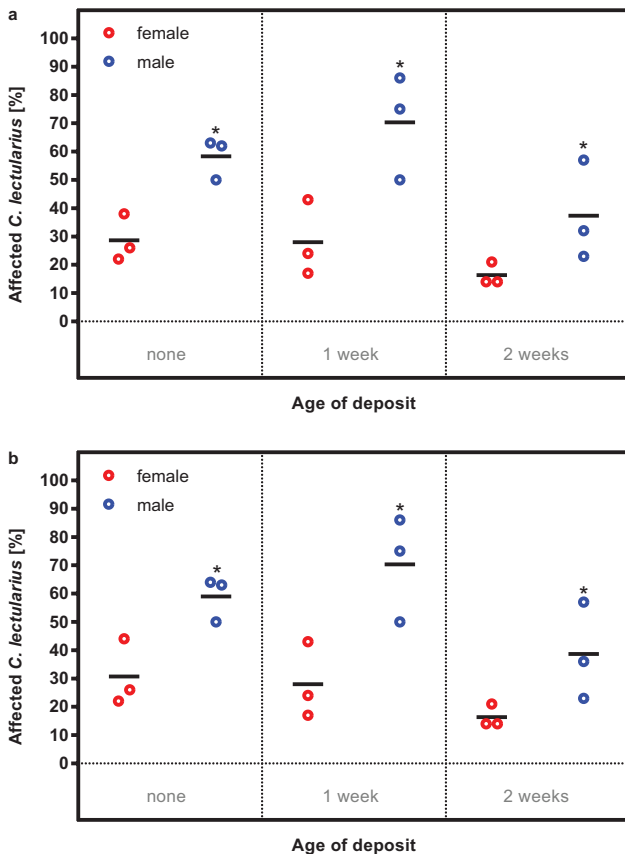 a
Affected C. lectularius [%]
100
90
80
70
60
50
40
30
20
10
0
female
male
*
*
*
none
1 week
2 weeks
Age of deposit
b
Affected C. lectularius [%]
100
90
80
70
60
50
40
30
20
10
0
female
male
*
*
*
none
1 week
2 weeks
Age of deposit